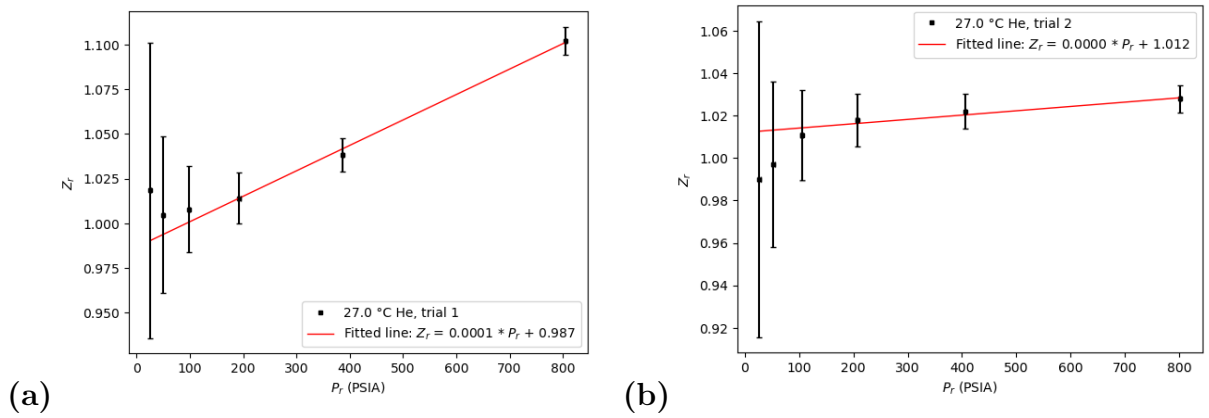 1.100
1.075
1.050
1.025
1.000
0.975
0.950
Z_r
27.0 °C He, trial 1
Fitted line: Z_r = 0.0001 * P_r + 0.987
0 100 200 300 400 500 600 700 800
P_r (PSIA)
(a)
1.06
1.04
1.02
1.00
0.98
0.96
0.94
0.92
Z_r
27.0 °C He, trial 2
Fitted line: Z_r = 0.0000 * P_r + 1.012
0 100 200 300 400 500 600 700 800
P_r (PSIA)
(b)